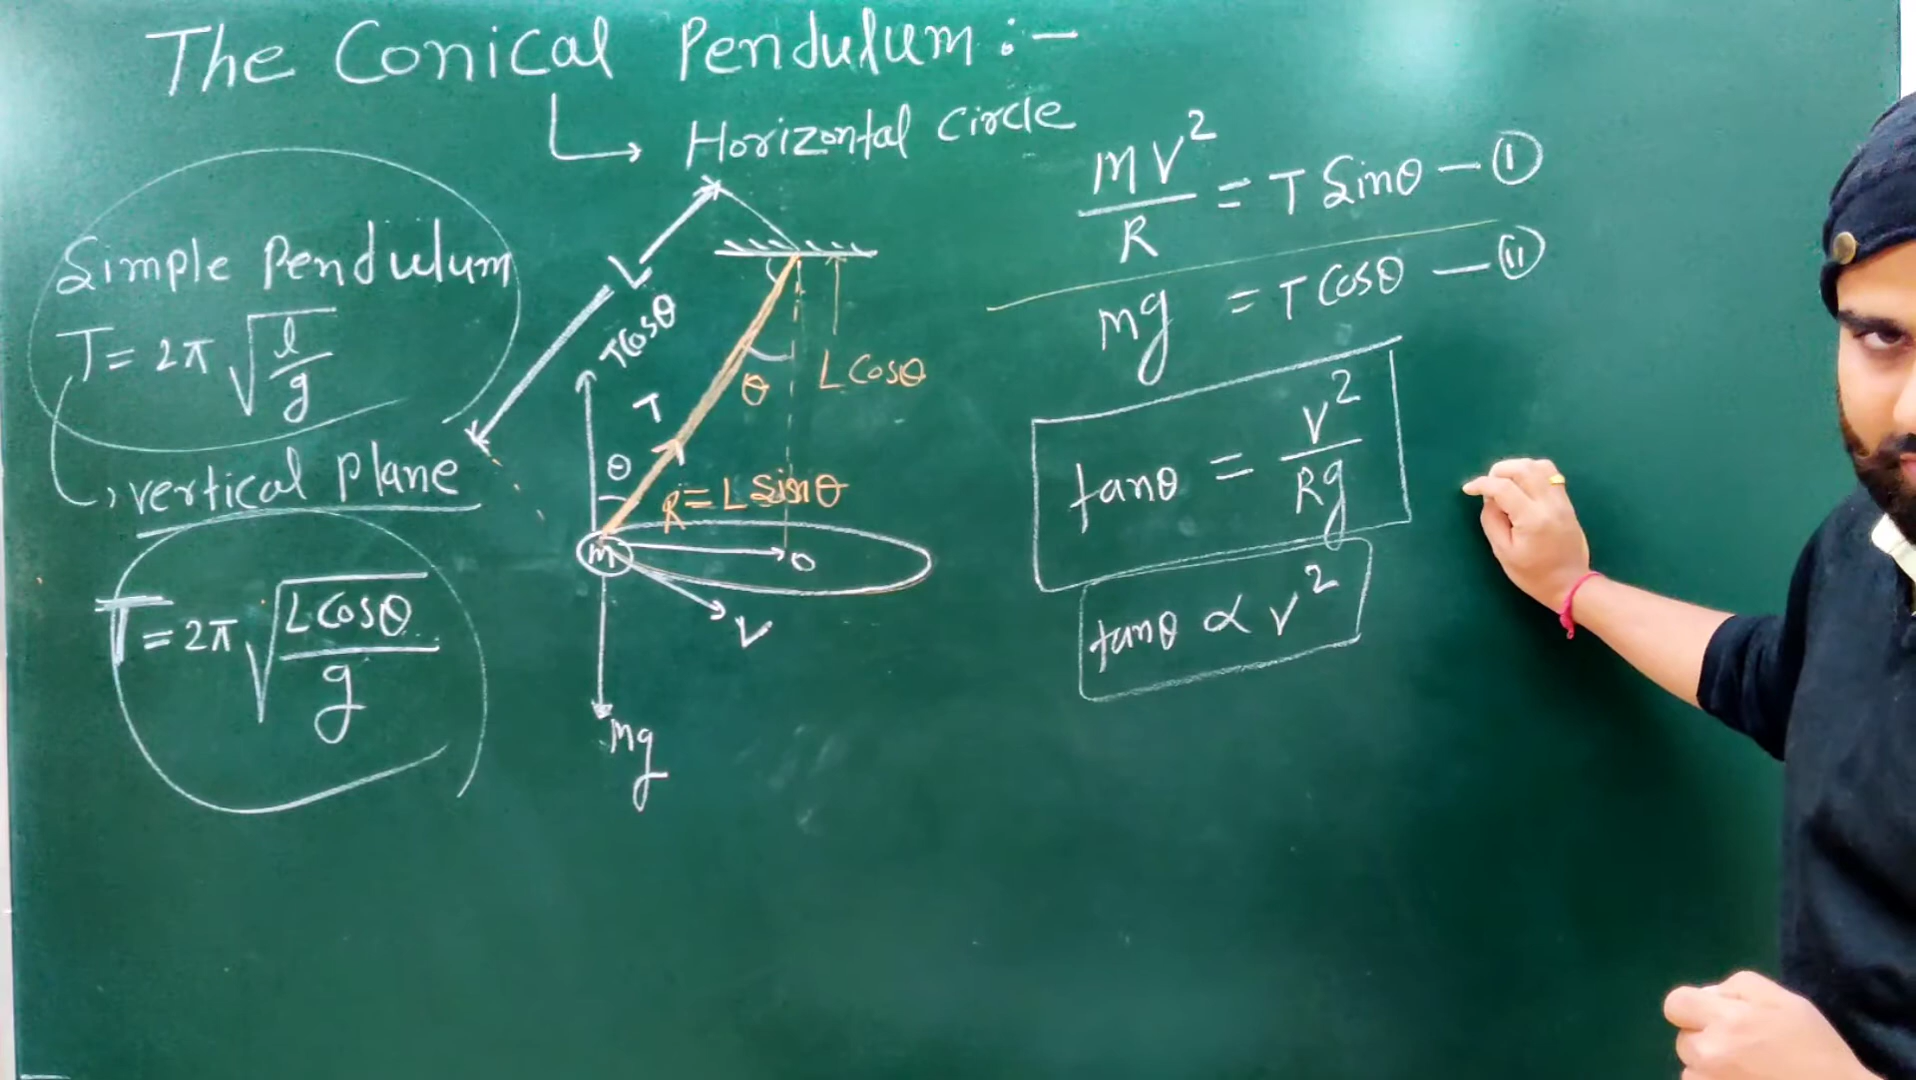 The Conical Pendulum :-
Horizontal Circle
Simple Pendulum
T = 2π √(l/g)
vertical Plane
T = 2π √(L Cosθ/g)
L
T Cosθ
T
θ
θ
L Cosθ
R = L Sinθ
m
o
V
mg
mV²/R = T Sinθ — (I)
mg = T Cosθ — (II)
tanθ = V²/Rg
tanθ ∝ V²